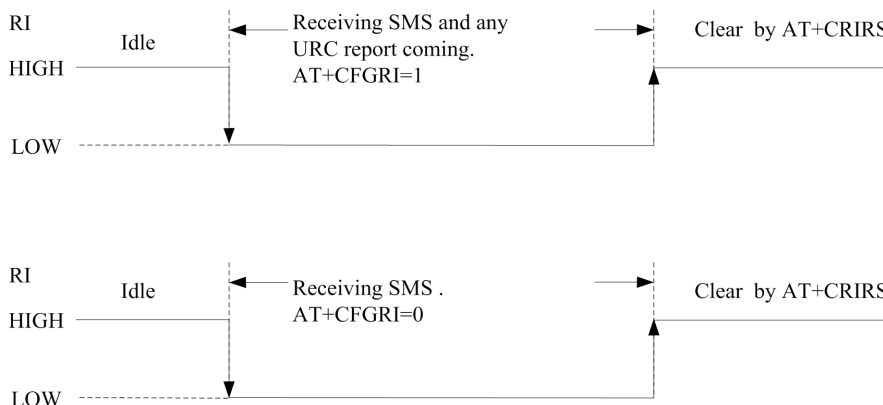 RI
Idle
Receiving SMS and any
URC report coming.
AT+CFGRI=1
Clear by AT+CRIRS
HIGH
LOW
RI
Idle
Receiving SMS .
AT+CFGRI=0
Clear by AT+CRIRS
HIGH
LOW